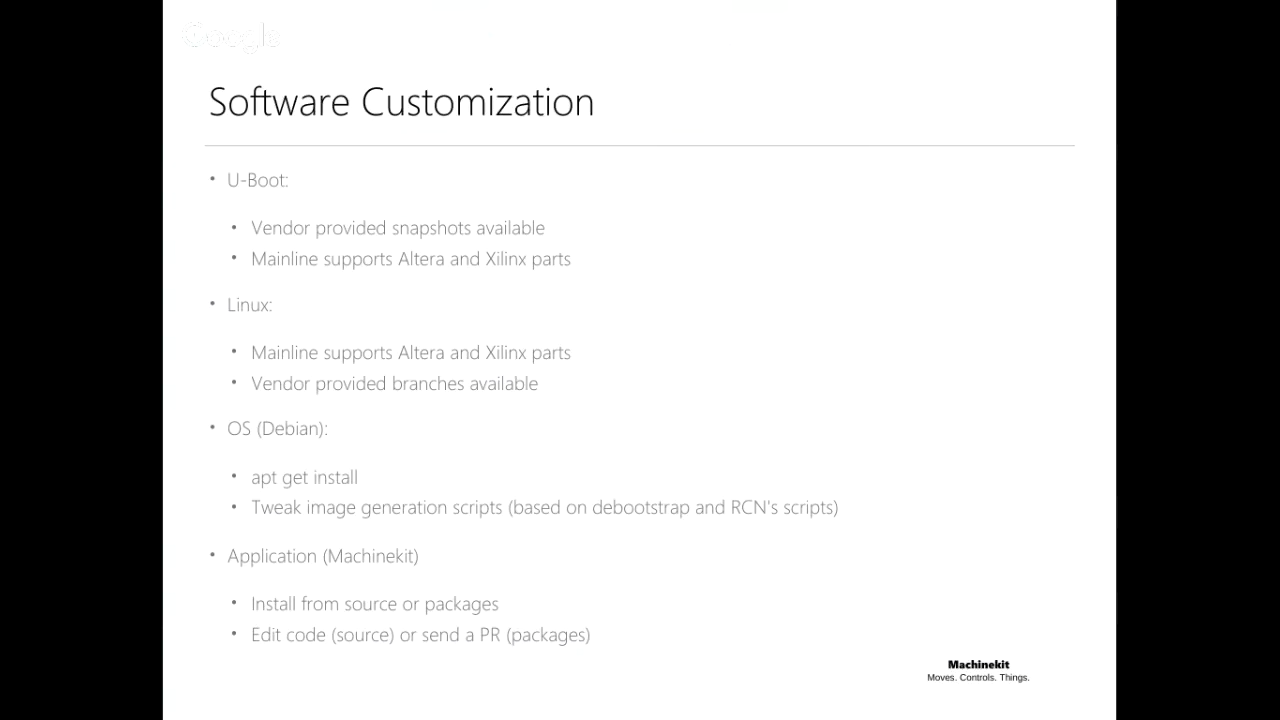 Google
Software Customization
• U-Boot:
• Vendor provided snapshots available
• Mainline supports Altera and Xilinx parts
• Linux:
• Mainline supports Altera and Xilinx parts
• Vendor provided branches available
• OS (Debian):
• apt get install
• Tweak image generation scripts (based on debootstrap and RCN's scripts)
• Application (Machinekit)
• Install from source or packages
• Edit code (source) or send a PR (packages)
Machinekit
Moves. Controls. Things.